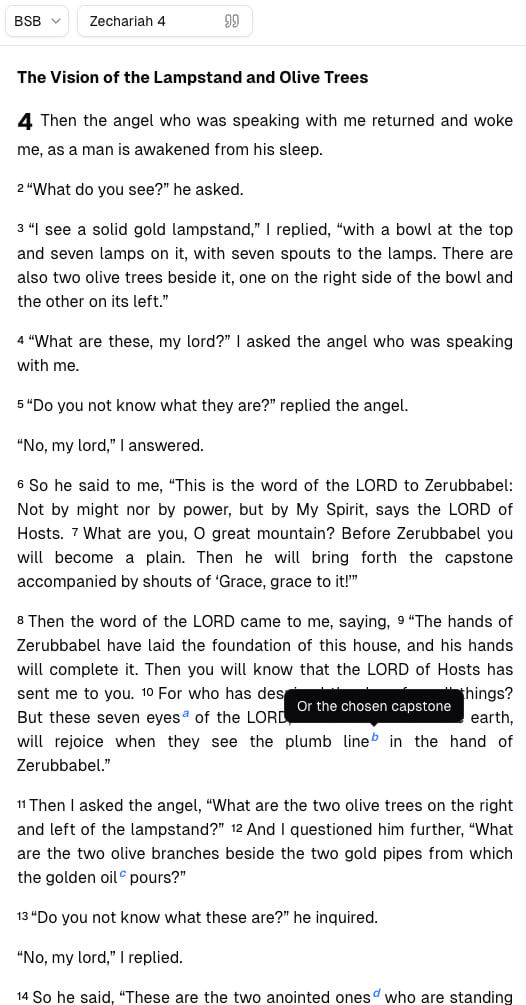 BSB Zechariah 4
The Vision of the Lampstand and Olive Trees
4 Then the angel who was speaking with me returned and woke
me, as a man is awakened from his sleep.
2 “What do you see?” he asked.
3 “I see a solid gold lampstand,” I replied, “with a bowl at the top
and seven lamps on it, with seven spouts to the lamps. There are
also two olive trees beside it, one on the right side of the bowl and
the other on its left.”
4 “What are these, my lord?” I asked the angel who was speaking
with me.
5 “Do you not know what they are?” replied the angel.
“No, my lord,” I answered.
6 So he said to me, “This is the word of the LORD to Zerubbabel:
Not by might nor by power, but by My Spirit, says the LORD of
Hosts. 7 What are you, O great mountain? Before Zerubbabel you
will become a plain. Then he will bring forth the capstone
accompanied by shouts of ‘Grace, grace to it!’”
8 Then the word of the LORD came to me, saying, 9 “The hands of
Zerubbabel have laid the foundation of this house, and his hands
will complete it. Then you will know that the LORD of Hosts has
sent me to you. 10 For who has things?
Or the chosen capstone
But these seven eyes a of the LORD earth,
will rejoice when they see the plumb line b in the hand of
Zerubbabel.”
11 Then I asked the angel, “What are the two olive trees on the right
and left of the lampstand?” 12 And I questioned him further, “What
are the two olive branches beside the two gold pipes from which
the golden oil c pours?”
13 “Do you not know what these are?” he inquired.
“No, my lord,” I replied.
14 So he said, “These are the two anointed ones d who are standing